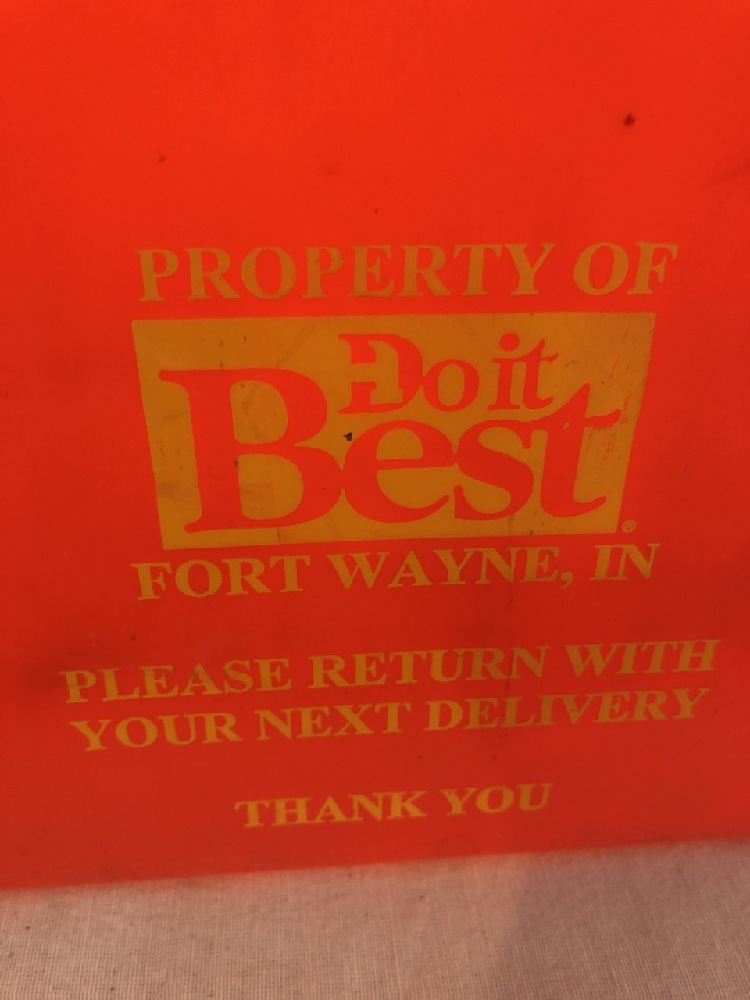 PROPERTY OF
Do it
Best®
FORT WAYNE, IN
PLEASE RETURN WITH
YOUR NEXT DELIVERY
THANK YOU